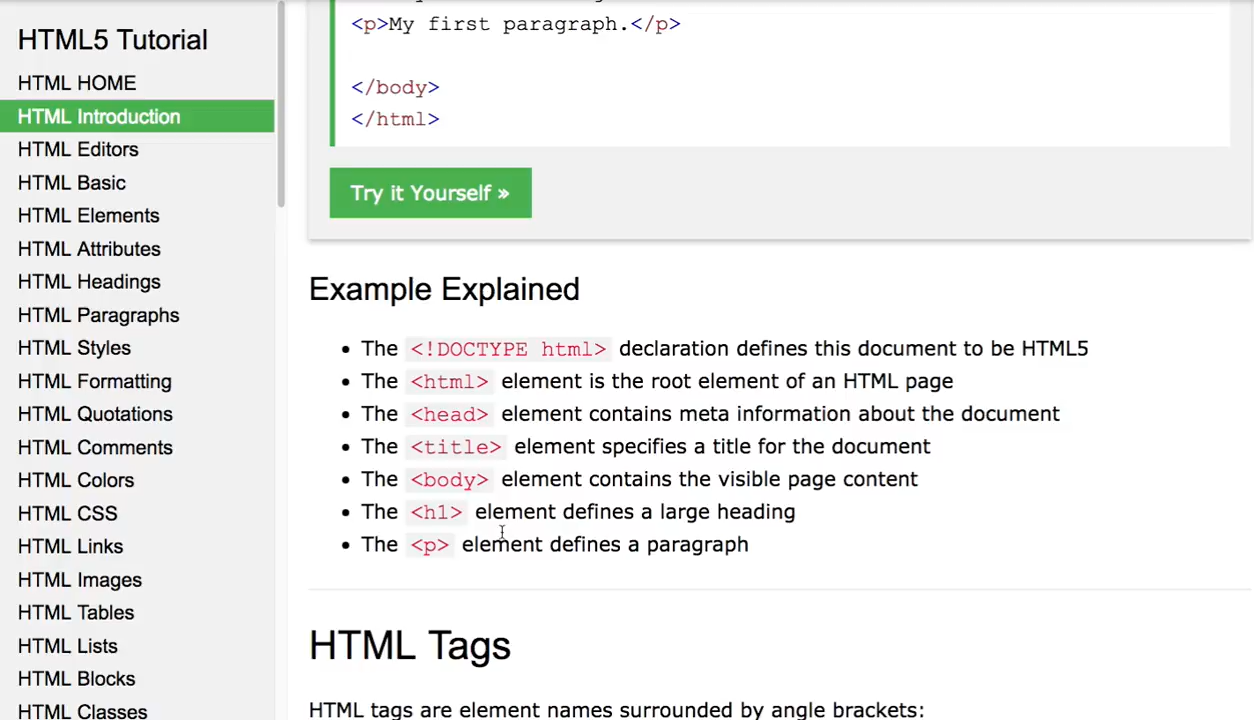 HTML5 Tutorial
HTML HOME
HTML Introduction
HTML Editors
HTML Basic
HTML Elements
HTML Attributes
HTML Headings
HTML Paragraphs
HTML Styles
HTML Formatting
HTML Quotations
HTML Comments
HTML Colors
HTML CSS
HTML Links
HTML Images
HTML Tables
HTML Lists
HTML Blocks
HTML Classes
<p>My first paragraph.</p>
</body>
</html>
Try it Yourself »
Example Explained
• The <!DOCTYPE html> declaration defines this document to be HTML5
• The <html> element is the root element of an HTML page
• The <head> element contains meta information about the document
• The <title> element specifies a title for the document
• The <body> element contains the visible page content
• The <h1> element defines a large heading
• The <p> element defines a paragraph
HTML Tags
HTML tags are element names surrounded by angle brackets: